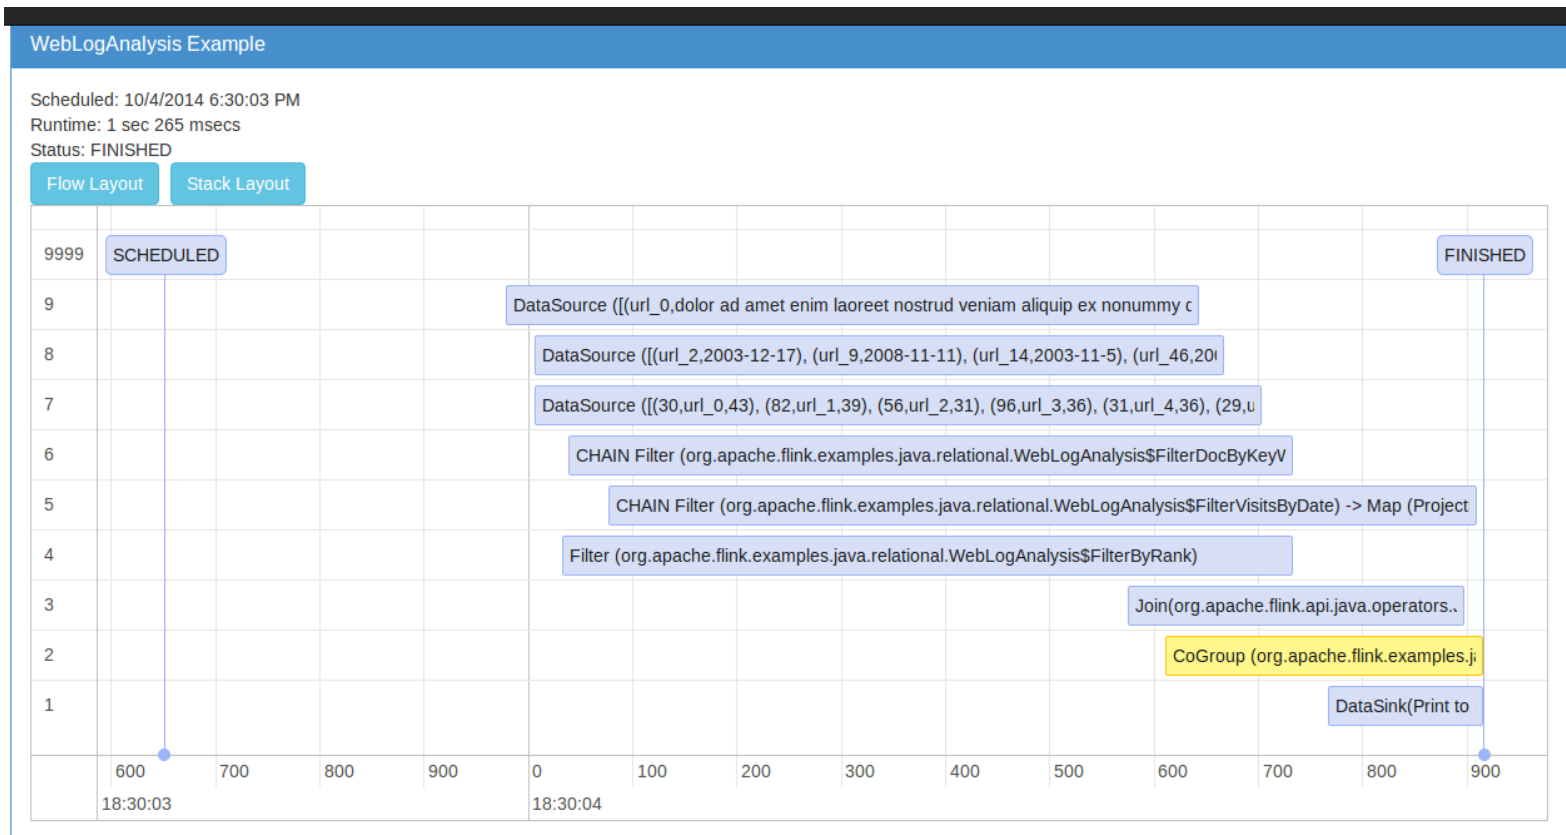 WebLogAnalysis Example
Scheduled: 10/4/2014 6:30:03 PM
Runtime: 1 sec 265 msecs
Status: FINISHED
Flow Layout Stack Layout
9999 SCHEDULED FINISHED
9 DataSource ([(url_0,dolor ad amet enim laoreet nostrud veniam aliquip ex nonummy c
8 DataSource ([(url_2,2003-12-17), (url_9,2008-11-11), (url_14,2003-11-5), (url_46,200
7 DataSource ([(30,url_0,43), (82,url_1,39), (56,url_2,31), (96,url_3,36), (31,url_4,36), (29,u
6 CHAIN Filter (org.apache.flink.examples.java.relational.WebLogAnalysis$FilterDocByKeyW
5 CHAIN Filter (org.apache.flink.examples.java.relational.WebLogAnalysis$FilterVisitsByDate) -> Map (Project
4 Filter (org.apache.flink.examples.java.relational.WebLogAnalysis$FilterByRank)
3 Join(org.apache.flink.api.java.operators.
2 CoGroup (org.apache.flink.examples.ja
1 DataSink(Print to
600 700 800 900 0 100 200 300 400 500 600 700 800 900
18:30:03 18:30:04